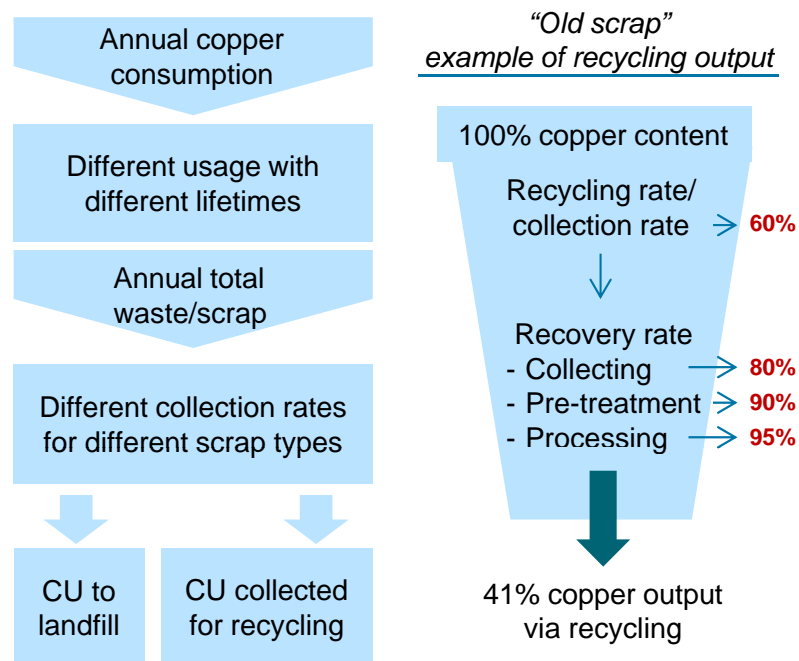 Annual copper
consumption
Different usage with
different lifetimes
Annual total
waste/scrap
Different collection rates
for different scrap types
CU to
landfill
CU collected
for recycling
“Old scrap”
example of recycling output
100% copper content
Recycling rate/
collection rate 60%
Recovery rate
- Collecting 80%
- Pre-treatment 90%
- Processing 95%
41% copper output
via recycling